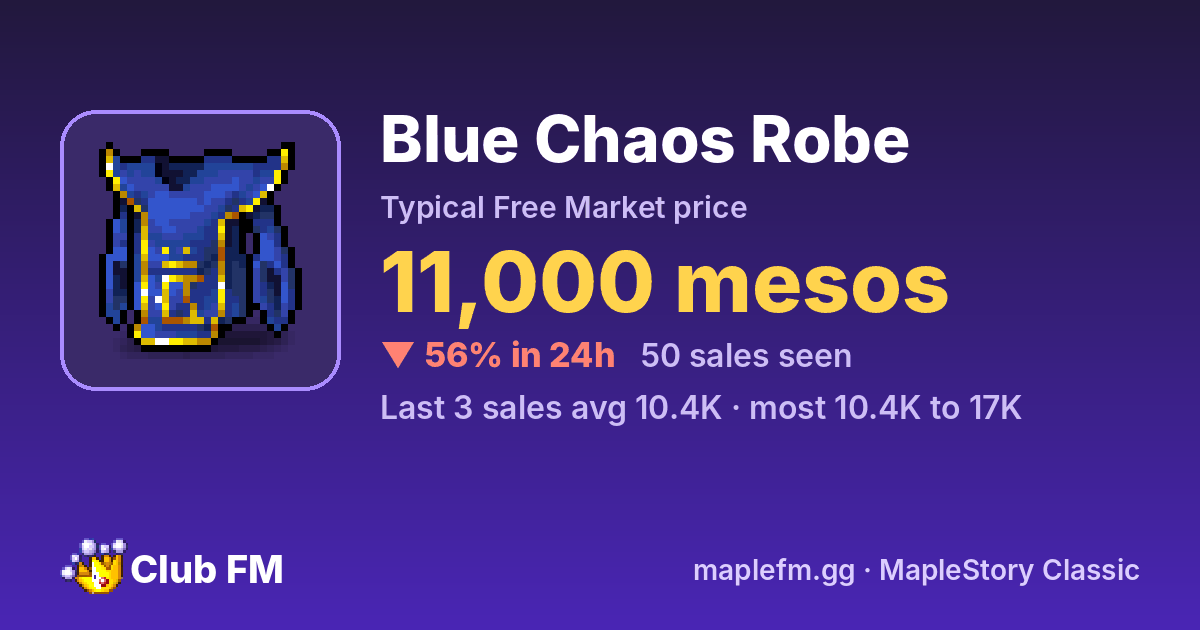 Blue Chaos Robe
Typical Free Market price
11,000 mesos
▼ 56% in 24h 50 sales seen
Last 3 sales avg 10.4K · most 10.4K to 17K
Club FM
maplefm.gg · MapleStory Classic